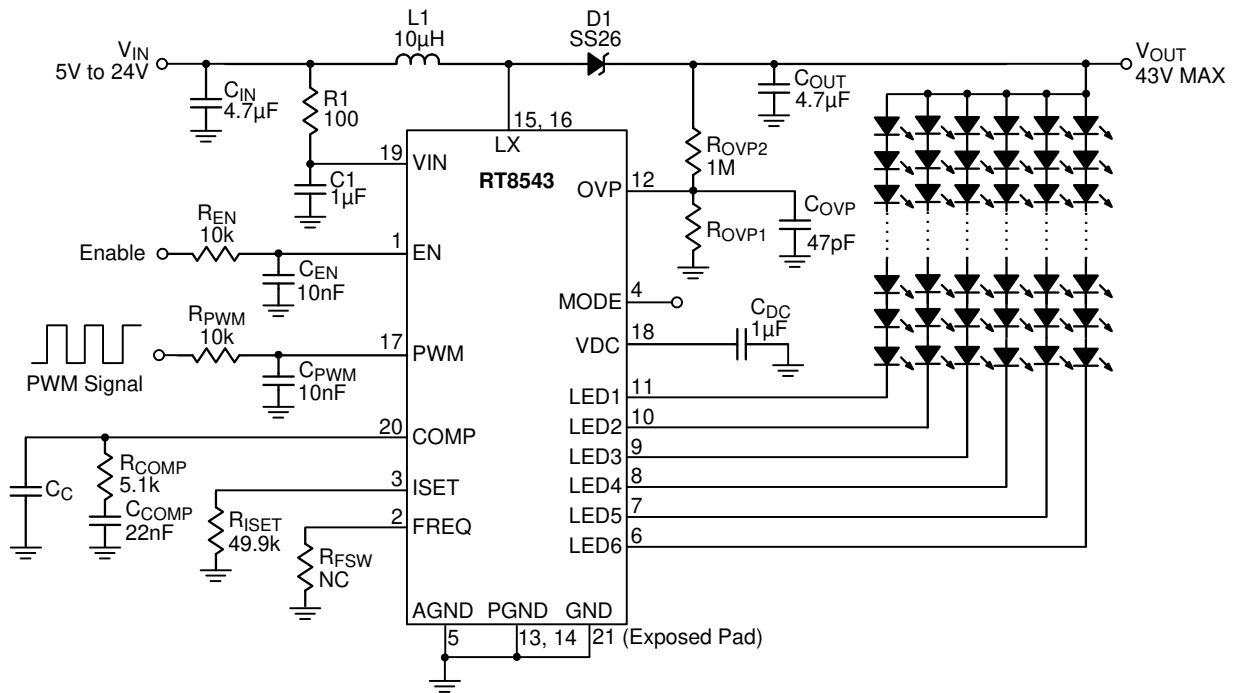 L1
10μH
D1
SS26
VIN
5V to 24V
VOUT
43V MAX
CIN
4.7μF
R1
100
COUT
4.7μF
15, 16
LX
RT8543
19
VIN
C1
1μF
ROVP2
1M
OVP
12
COVP
47pF
ROVP1
Enable
REN
10k
1
EN
CEN
10nF
MODE
4
CDC
1μF
VDC
18
RPWM
10k
17
PWM
PWM Signal
CPWM
10nF
LED1
11
LED2
10
LED3
9
LED4
8
LED5
7
LED6
6
20
COMP
RCOMP
5.1k
CC
CCOMP
22nF
3
ISET
RISET
49.9k
2
FREQ
RFSW
NC
AGND
PGND
GND
5
13, 14
21 (Exposed Pad)